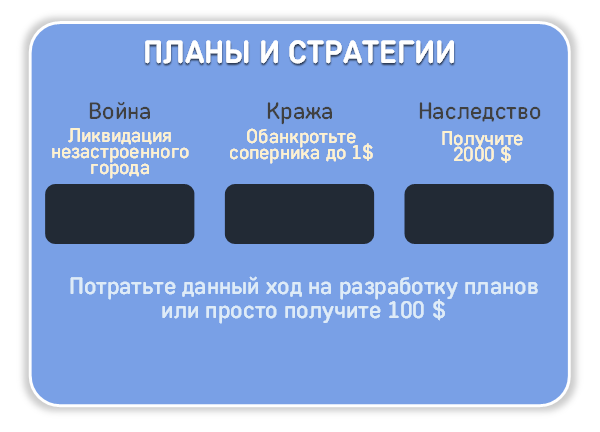 ПЛАНЫ И СТРАТЕГИИ
Война
Ликвидация
незастроенного
города
Кража
Обанкротьте
соперника до 1$
Наследство
Получите
2000 $
Потратьте данный ход на разработку планов
или просто получите 100 $